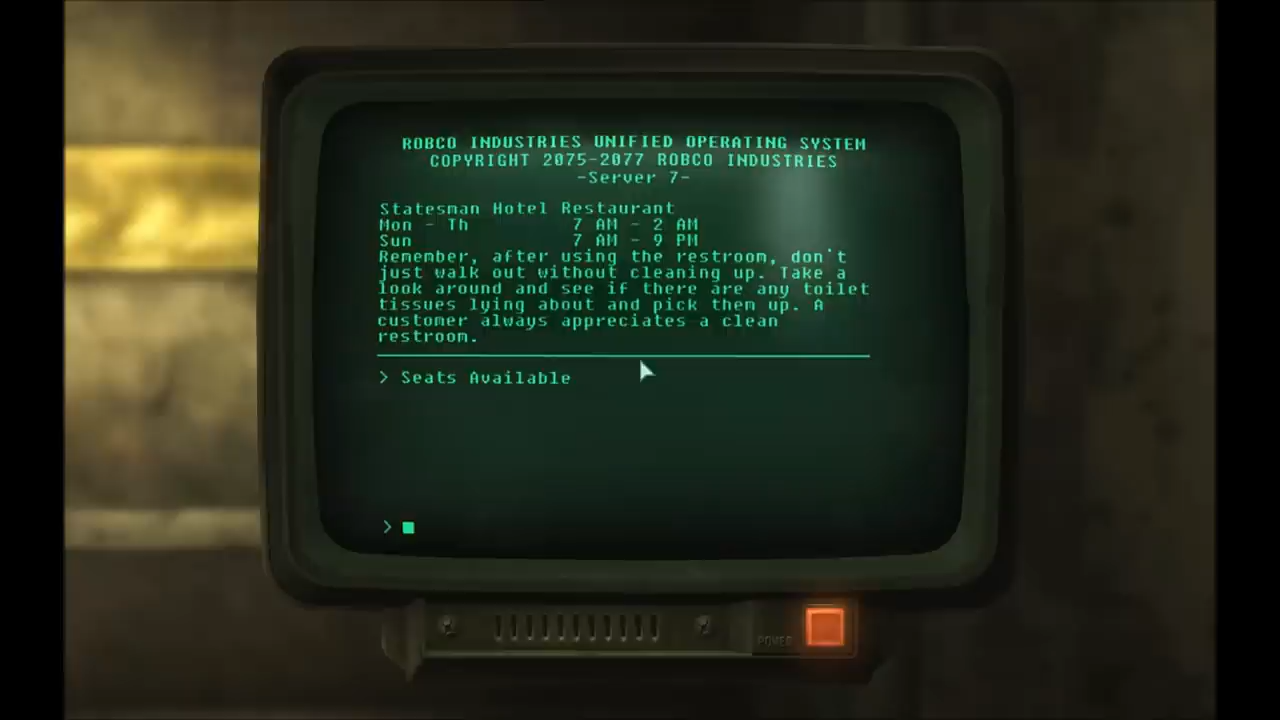 ROBCO INDUSTRIES UNIFIED OPERATING SYSTEM
COPYRIGHT 2075-2077 ROBCO INDUSTRIES
-Server 7-
Statesman Hotel Restaurant
Mon - Th 7 AM - 2 AM
Sun 7 AM - 9 PM
Remember, after using the restroom, don't
just walk out without cleaning up. Take a
look around and see if there are any toilet
tissues lying about and pick them up. A
customer always appreciates a clean
restroom.
> Seats Available
>
POWER